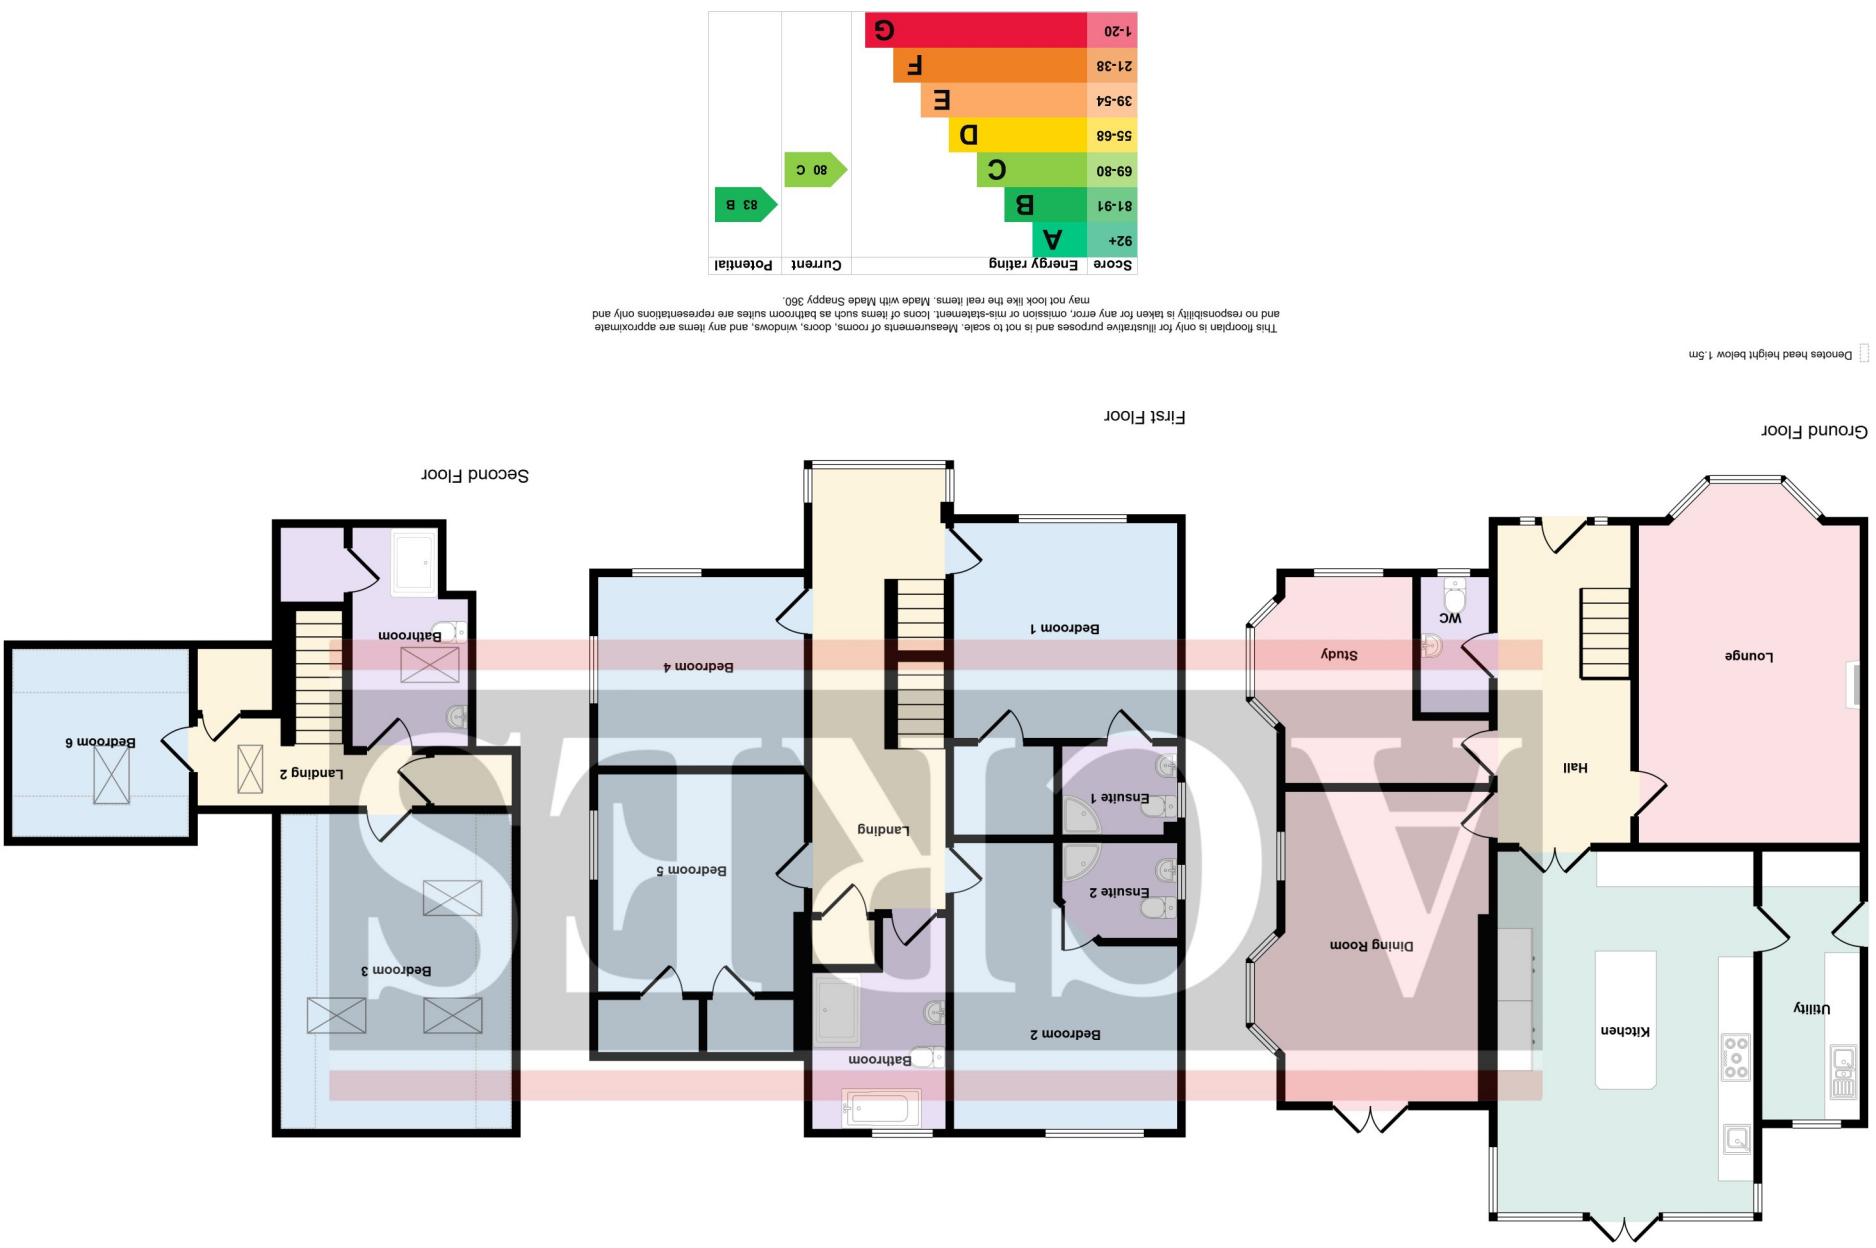 Utility
Kitchen
Dining Room
Hall
Lounge
Study
WC
Ground Floor
Bedroom 2
Bathroom
Ensuite 2
Bedroom 5
Landing
Ensuite 1
Bedroom 4
Bedroom 1
First Floor
Bedroom 3
Landing 2
Bedroom 6
Bathroom
Second Floor
ACRES
Denotes head height below 1.5m
This floorplan is only for illustrative purposes and is not to scale. Measurements of rooms, doors, windows, and any items are approximate
and no responsibility is taken for any error, omission or mis-statement. Icons of items such as bathroom suites are representations only and
may not look like the real items. Made with Made Snappy 360.
Score Energy rating Current Potential
92+ A
81-91 B 83 B
69-80 C 80 C
55-68 D
39-54 E
21-38 F
1-20 G